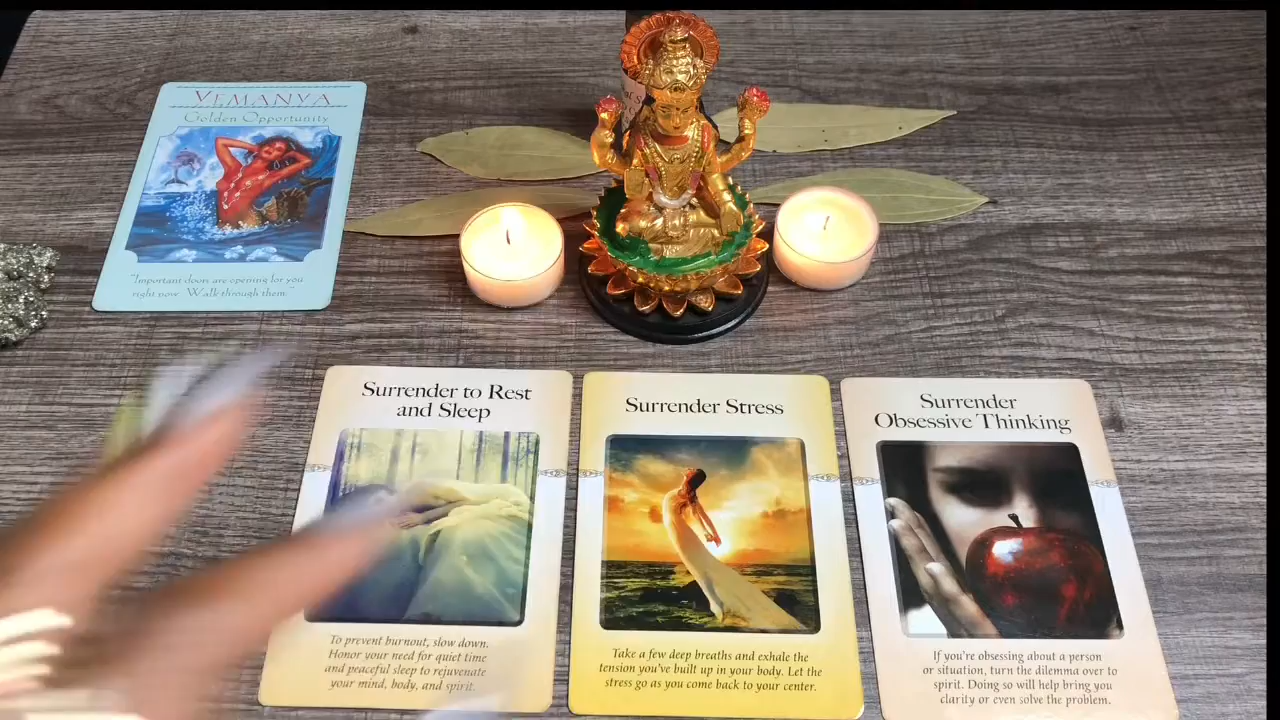 YEMANYA
Golden Opportunity
"Important doors are opening for you
right now. Walk through them."
Surrender to Rest
and Sleep
To prevent burnout, slow down.
Honor your need for quiet time
and peaceful sleep to rejuvenate
your mind, body, and spirit.
Surrender Stress
Take a few deep breaths and exhale the
tension you've built up in your body. Let the
stress go as you come back to your center.
Surrender
Obsessive Thinking
If you're obsessing about a person
or situation, turn the dilemma over to
spirit. Doing so will help bring you
clarity or even solve the problem.